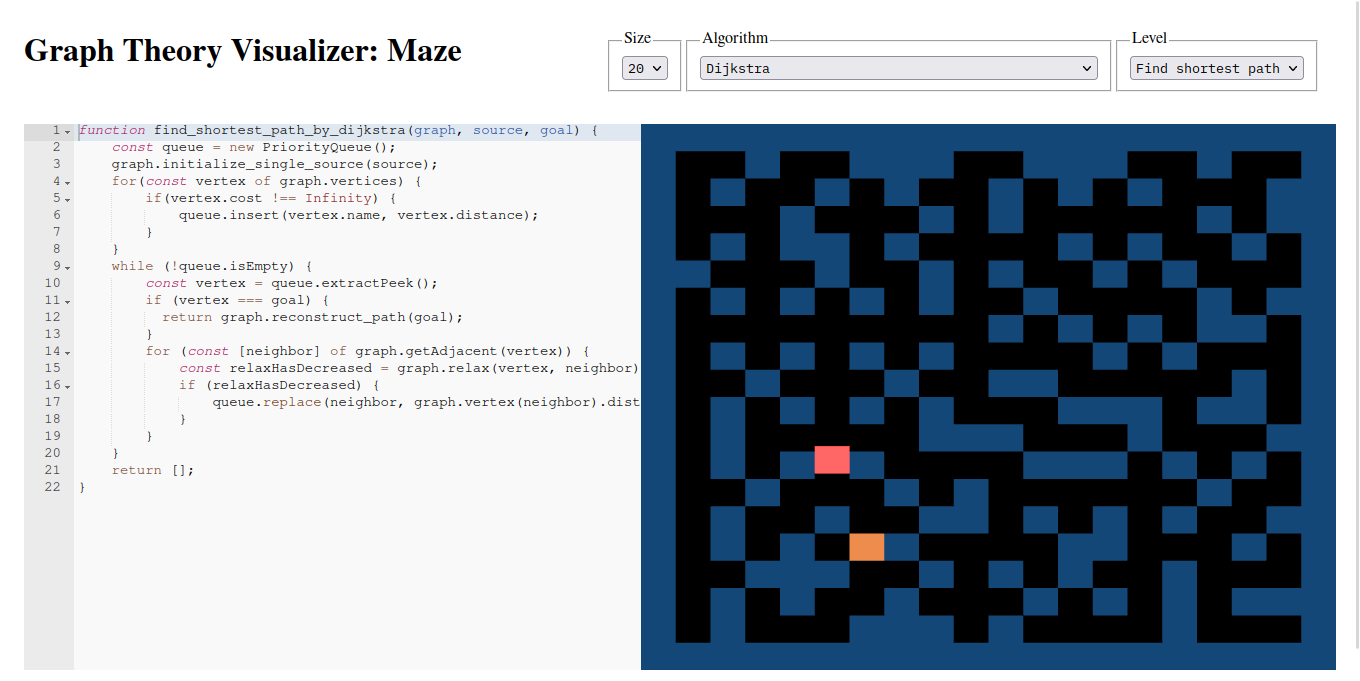 Graph Theory Visualizer: Maze
Size
20
Algorithm
Dijkstra
Level
Find shortest path
1 function find_shortest_path_by_dijkstra(graph, source, goal) {
2 const queue = new PriorityQueue();
3 graph.initialize_single_source(source);
4 for(const vertex of graph.vertices) {
5 if(vertex.cost !== Infinity) {
6 queue.insert(vertex.name, vertex.distance);
7 }
8 }
9 while (!queue.isEmpty) {
10 const vertex = queue.extractPeek();
11 if (vertex === goal) {
12 return graph.reconstruct_path(goal);
13 }
14 for (const [neighbor] of graph.getAdjacent(vertex)) {
15 const relaxHasDecreased = graph.relax(vertex, neighbor)
16 if (relaxHasDecreased) {
17 queue.replace(neighbor, graph.vertex(neighbor).dist
18 }
19 }
20 }
21 return [];
22 }